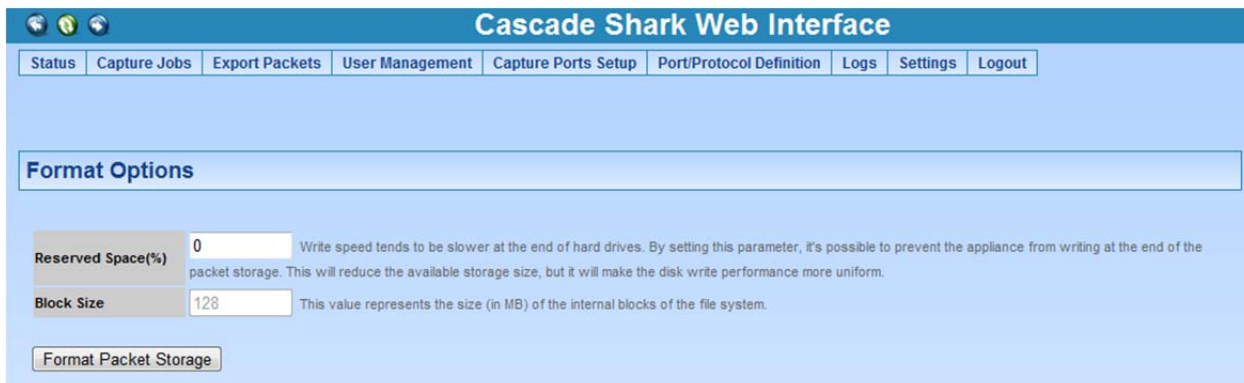 Cascade Shark Web Interface
Status Capture Jobs Export Packets User Management Capture Ports Setup Port/Protocol Definition Logs Settings Logout
Format Options
Reserved Space(%) 0 Write speed tends to be slower at the end of hard drives. By setting this parameter, it's possible to prevent the appliance from writing at the end of the
packet storage. This will reduce the available storage size, but it will make the disk write performance more uniform.
Block Size 128 This value represents the size (in MB) of the internal blocks of the file system.
Format Packet Storage